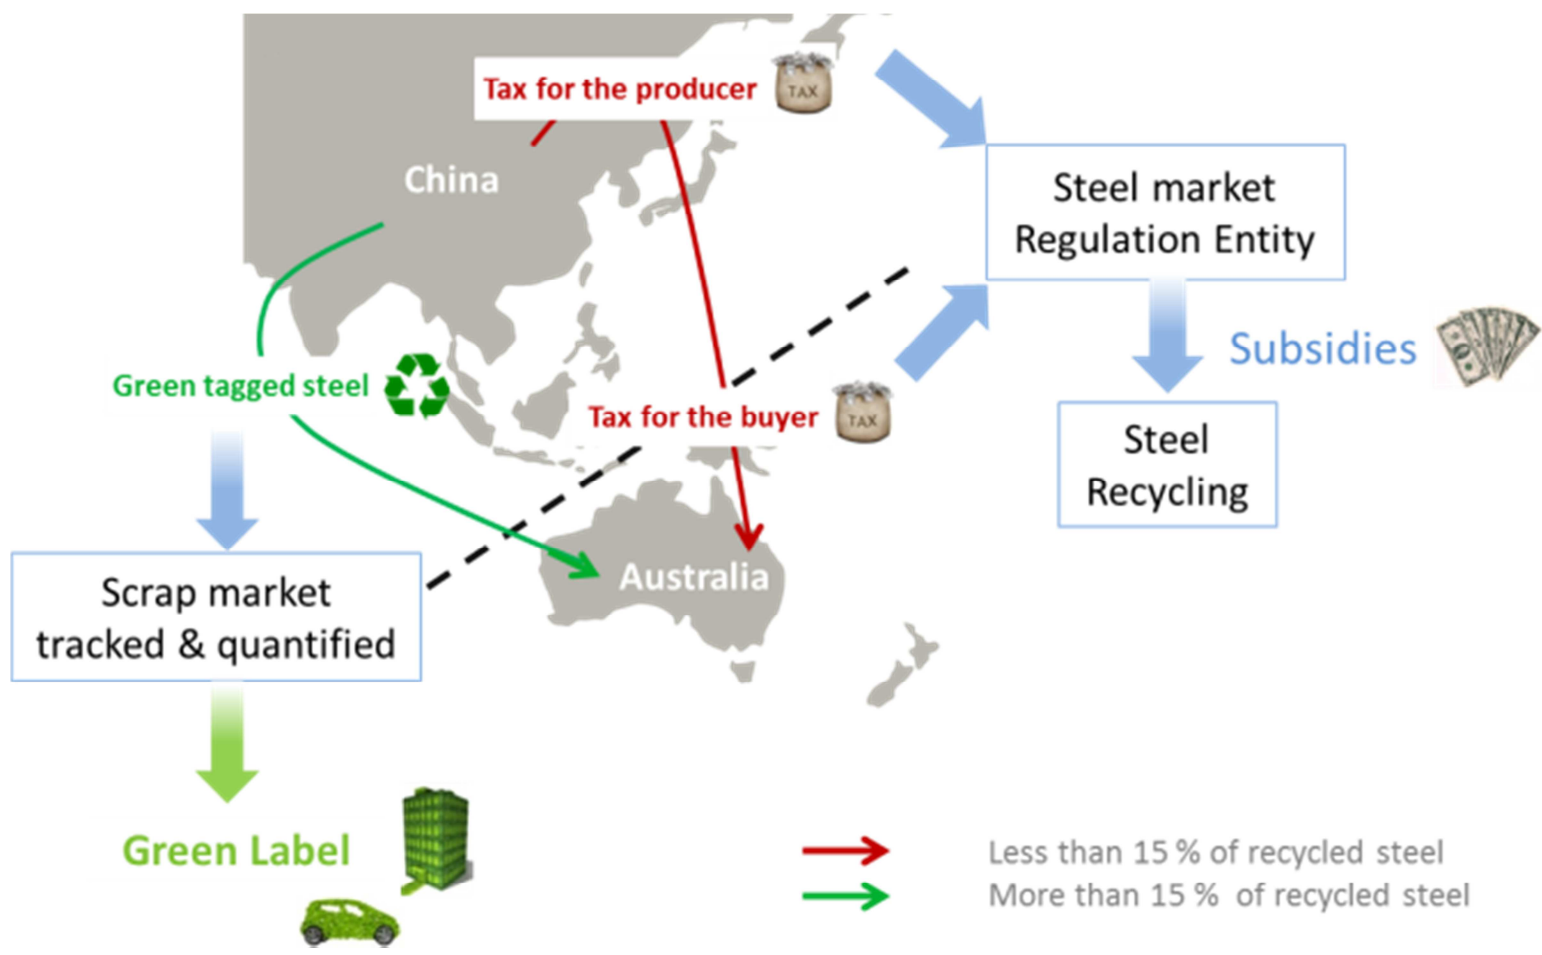 Tax for the producer
TAX
China
Steel market
Regulation Entity
Subsidies
Green tagged steel
Tax for the buyer
TAX
Steel
Recycling
Scrap market
tracked & quantified
Australia
Green Label
Less than 15 % of recycled steel
More than 15 % of recycled steel